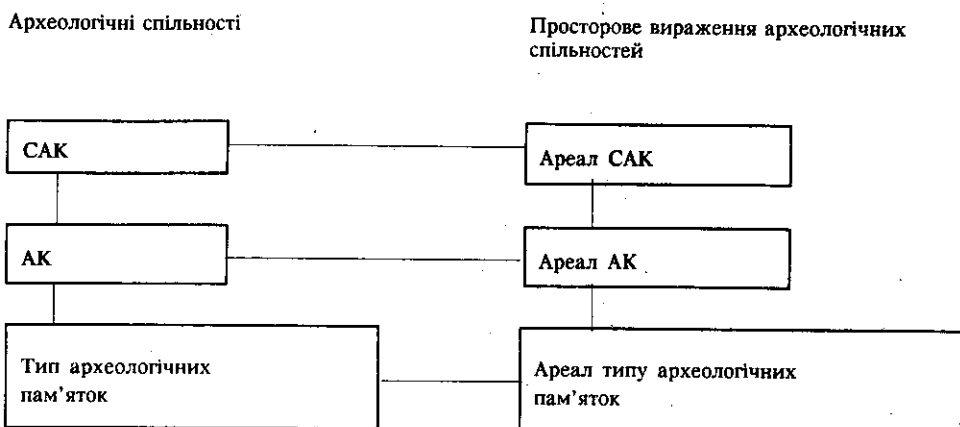 Археологічні спільності
Просторове вираження археологічних
спільностей
САК
Ареал САК
АК
Ареал АК
Тип археологічних
пам’яток
Ареал типу археологічних
пам’яток